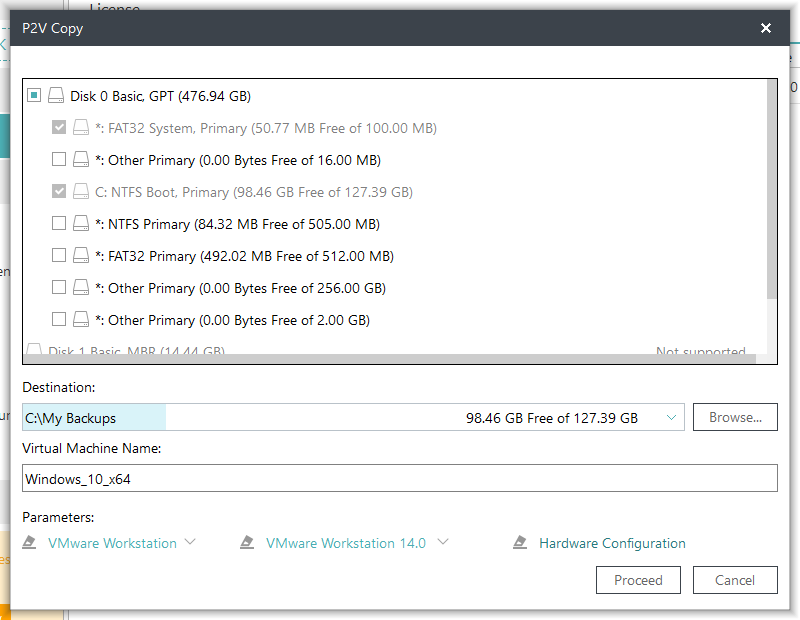 License
P2V Copy
Disk 0 Basic, GPT (476.94 GB)
*: FAT32 System, Primary (50.77 MB Free of 100.00 MB)
*: Other Primary (0.00 Bytes Free of 16.00 MB)
C: NTFS Boot, Primary (98.46 GB Free of 127.39 GB)
*: NTFS Primary (84.32 MB Free of 505.00 MB)
*: FAT32 Primary (492.02 MB Free of 512.00 MB)
*: Other Primary (0.00 Bytes Free of 256.00 GB)
*: Other Primary (0.00 Bytes Free of 2.00 GB)
Disk 1 Basic, MBR (14.44 GB) Not supported
Destination:
C:\My Backups 98.46 GB Free of 127.39 GB Browse...
Virtual Machine Name:
Windows_10_x64
Parameters:
VMware Workstation VMware Workstation 14.0 Hardware Configuration
Proceed Cancel